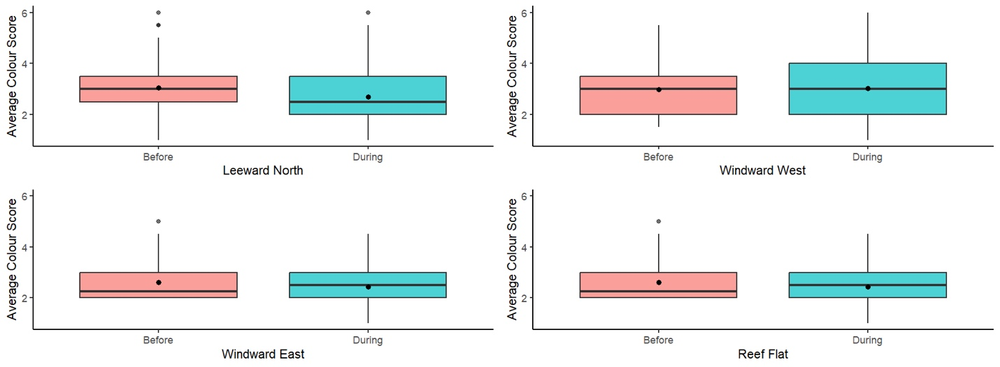 Average Colour Score
6
4
2
Before During
Leeward North
Average Colour Score
6
4
2
Before During
Windward West
Average Colour Score
6
4
2
Before During
Windward East
Average Colour Score
6
4
2
Before During
Reef Flat